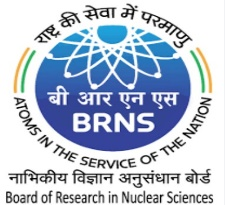 राष्ट्र की सेवा में परमाणु
बी आर एन एस
BRNS
ATOMS IN THE SERVICE OF THE NATION
नाभिकीय विज्ञान अनुसंधान बोर्ड
Board of Research in Nuclear Sciences